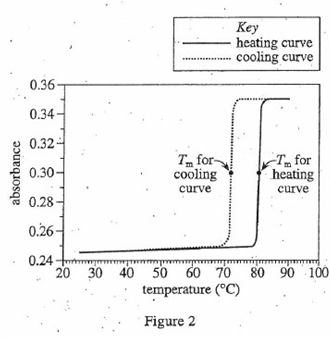 Key
heating curve
cooling curve
0.36
0.34
0.32
0.30
0.28
0.26
0.24
absorbance
Tm for
cooling
curve
Tm for
heating
curve
20 30 40 50 60 70 80 90 100
temperature (°C)
Figure 2